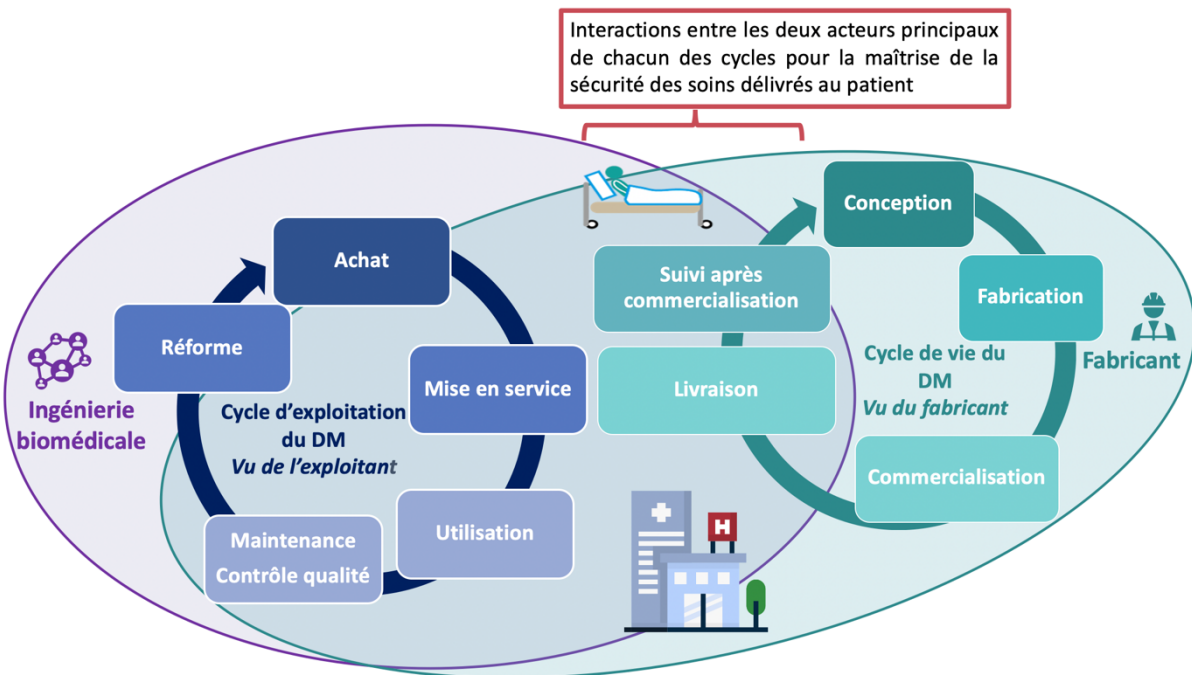 Interactions entre les deux acteurs principaux
de chacun des cycles pour la maîtrise de la
sécurité des soins délivrés au patient
Achat
Réforme
Mise en service
Cycle d'exploitation
du DM
Vu de l'exploitant
Utilisation
Maintenance
Contrôle qualité
Ingénierie
biomédicale
Conception
Suivi après
commercialisation
Fabrication
Livraison
Cycle de vie du
DM
Vu du fabricant
Fabricant
Commercialisation
H